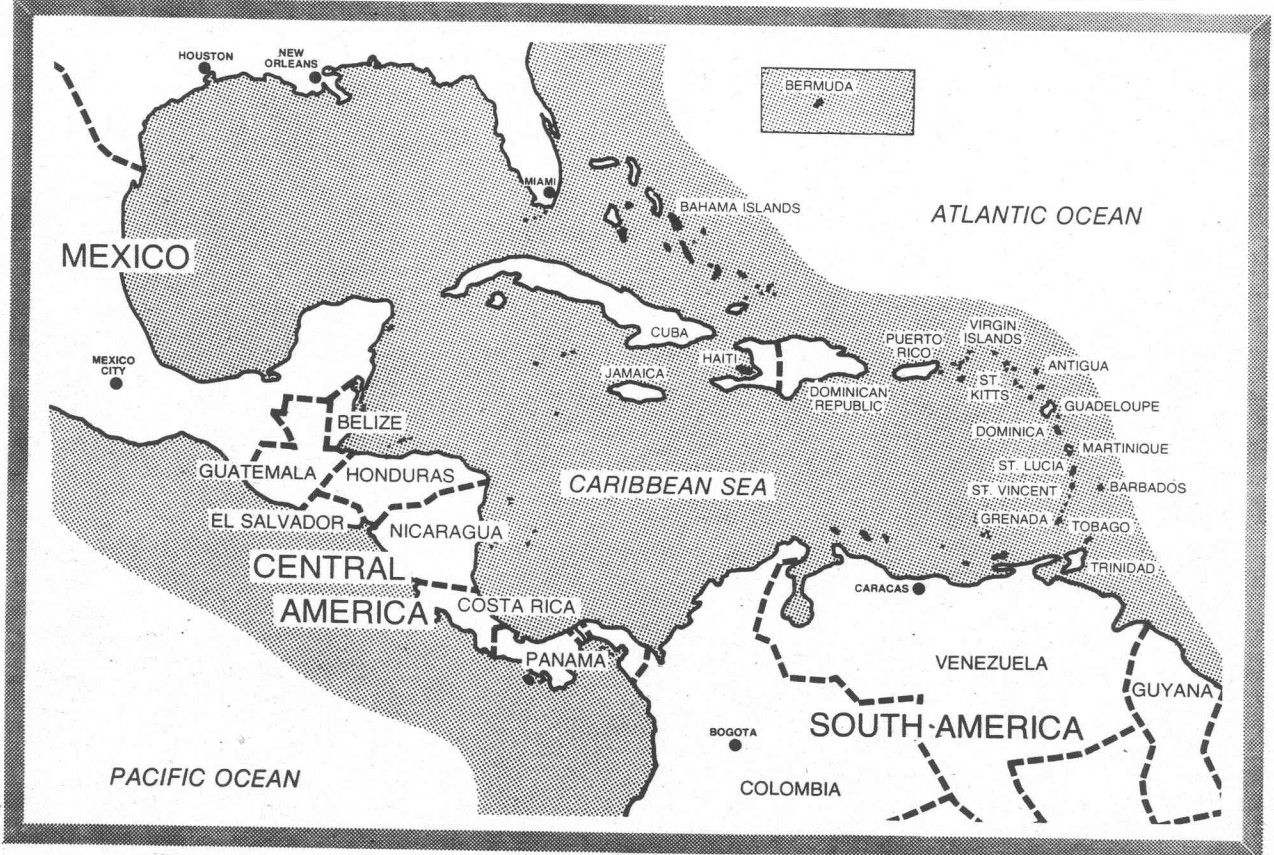 HOUSTON
NEW
ORLEANS
BERMUDA
MIAMI
BAHAMA ISLANDS
ATLANTIC OCEAN
MEXICO
CUBA
PUERTO
RICO
VIRGIN
ISLANDS
MEXICO
CITY
HAITI
JAMAICA
DOMINICAN
REPUBLIC
ST.
KITTS
ANTIGUA
GUADELOUPE
BELIZE
DOMINICA
MARTINIQUE
GUATEMALA
HONDURAS
CARIBBEAN SEA
ST. LUCIA
ST. VINCENT
BARBADOS
EL SALVADOR
NICARAGUA
GRENADA
TOBAGO
CENTRAL
AMERICA
TRINIDAD
CARACAS
COSTA RICA
PANAMA
VENEZUELA
GUYANA
SOUTH AMERICA
BOGOTA
PACIFIC OCEAN
COLOMBIA